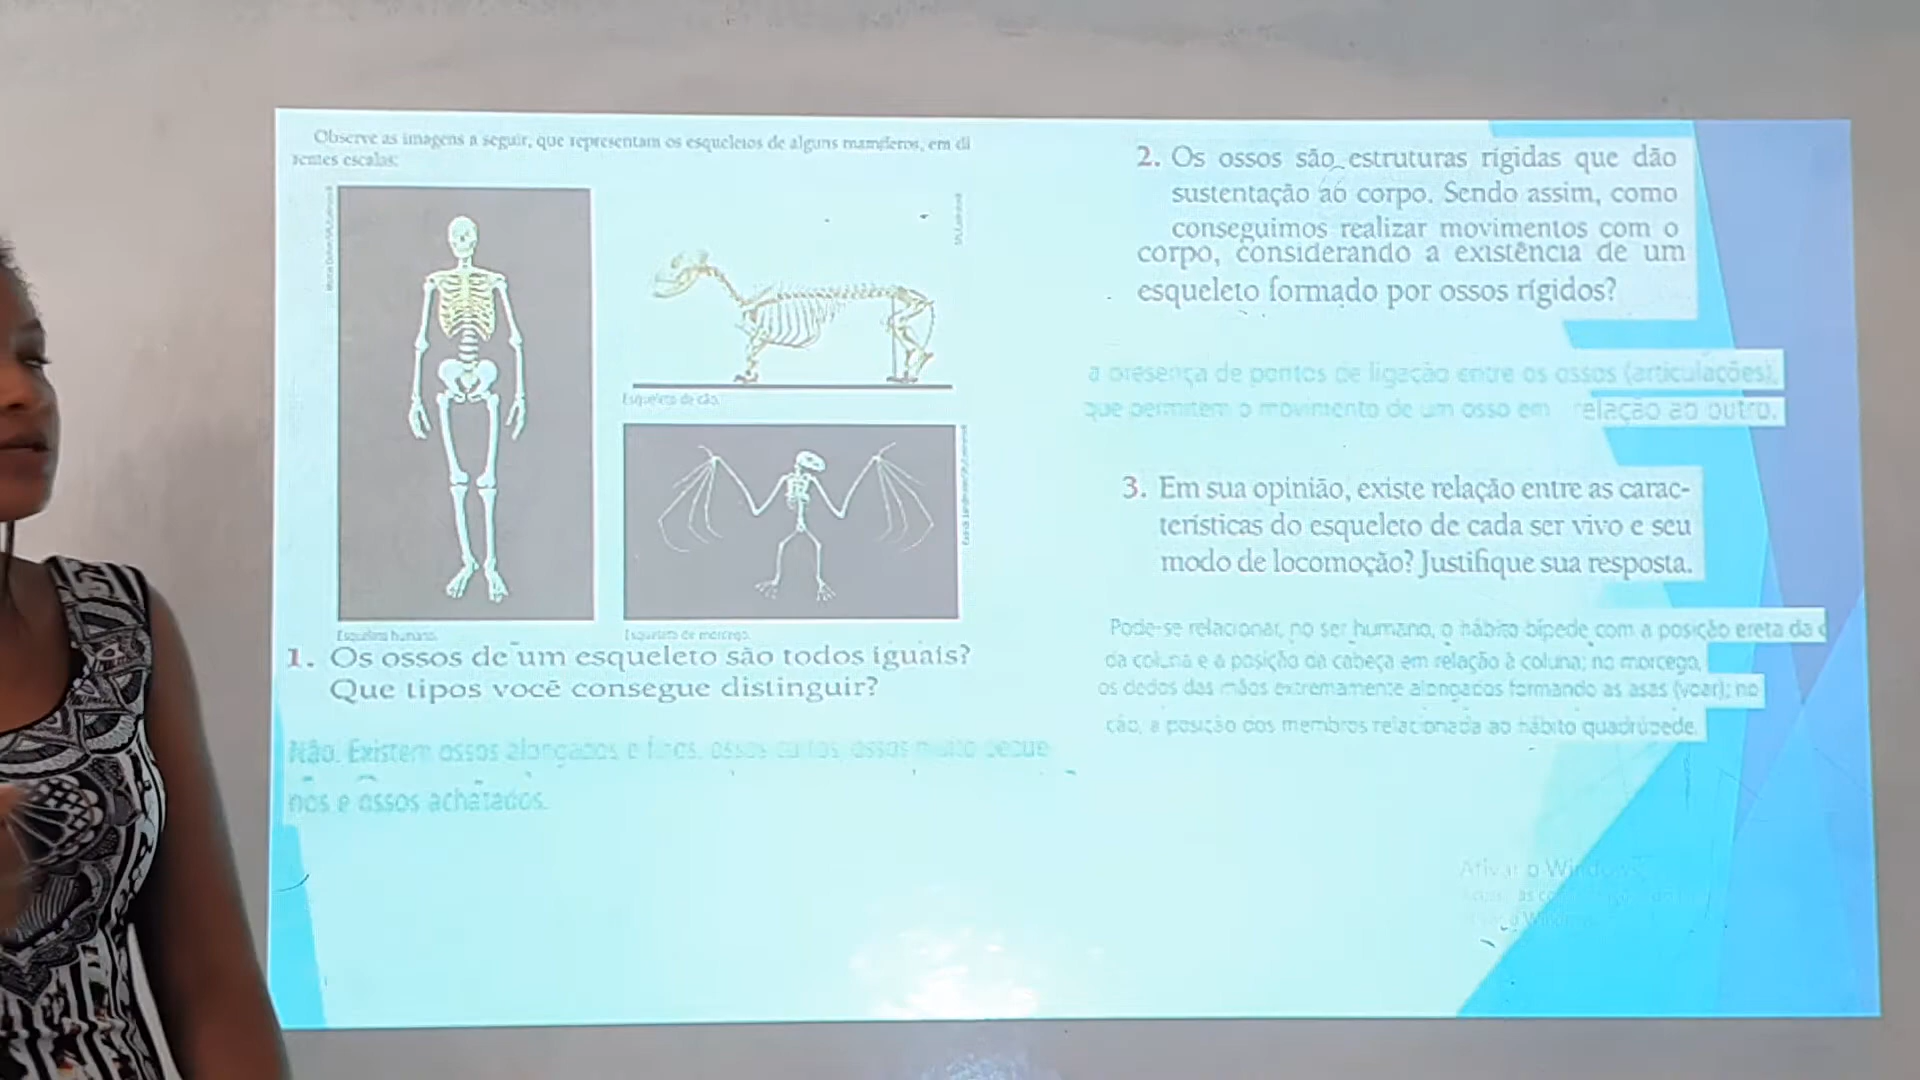 Observe as imagens a seguir, que representam os esqueletos de alguns mamíferos, em di
rentes escalas:
Esqueleto de cão.
Esqueleto humano.
Esqueleto de morcego.
1. Os ossos de um esqueleto são todos iguais?
Que tipos você consegue distinguir?
Não. Existem ossos alongados e finos, ossos curtos, ossos muito peque
nos e ossos achatados.
2. Os ossos são estruturas rígidas que dão
sustentação ao corpo. Sendo assim, como
conseguimos realizar movimentos com o
corpo, considerando a existência de um
esqueleto formado por ossos rígidos?
a presença de pontos de ligação entre os ossos (articulações),
que permitem o movimento de um osso em relação ao outro.
3. Em sua opinião, existe relação entre as carac-
terísticas do esqueleto de cada ser vivo e seu
modo de locomoção? Justifique sua resposta.
Pode-se relacionar, no ser humano, o hábito bípede com a posição ereta da c
da coluna e a posição da cabeça em relação à coluna; no morcego,
os dedos das mãos extremamente alongados formando as asas (voar); no
cão, a posição dos membros relacionada ao hábito quadrúpede.
Ativar o Windows